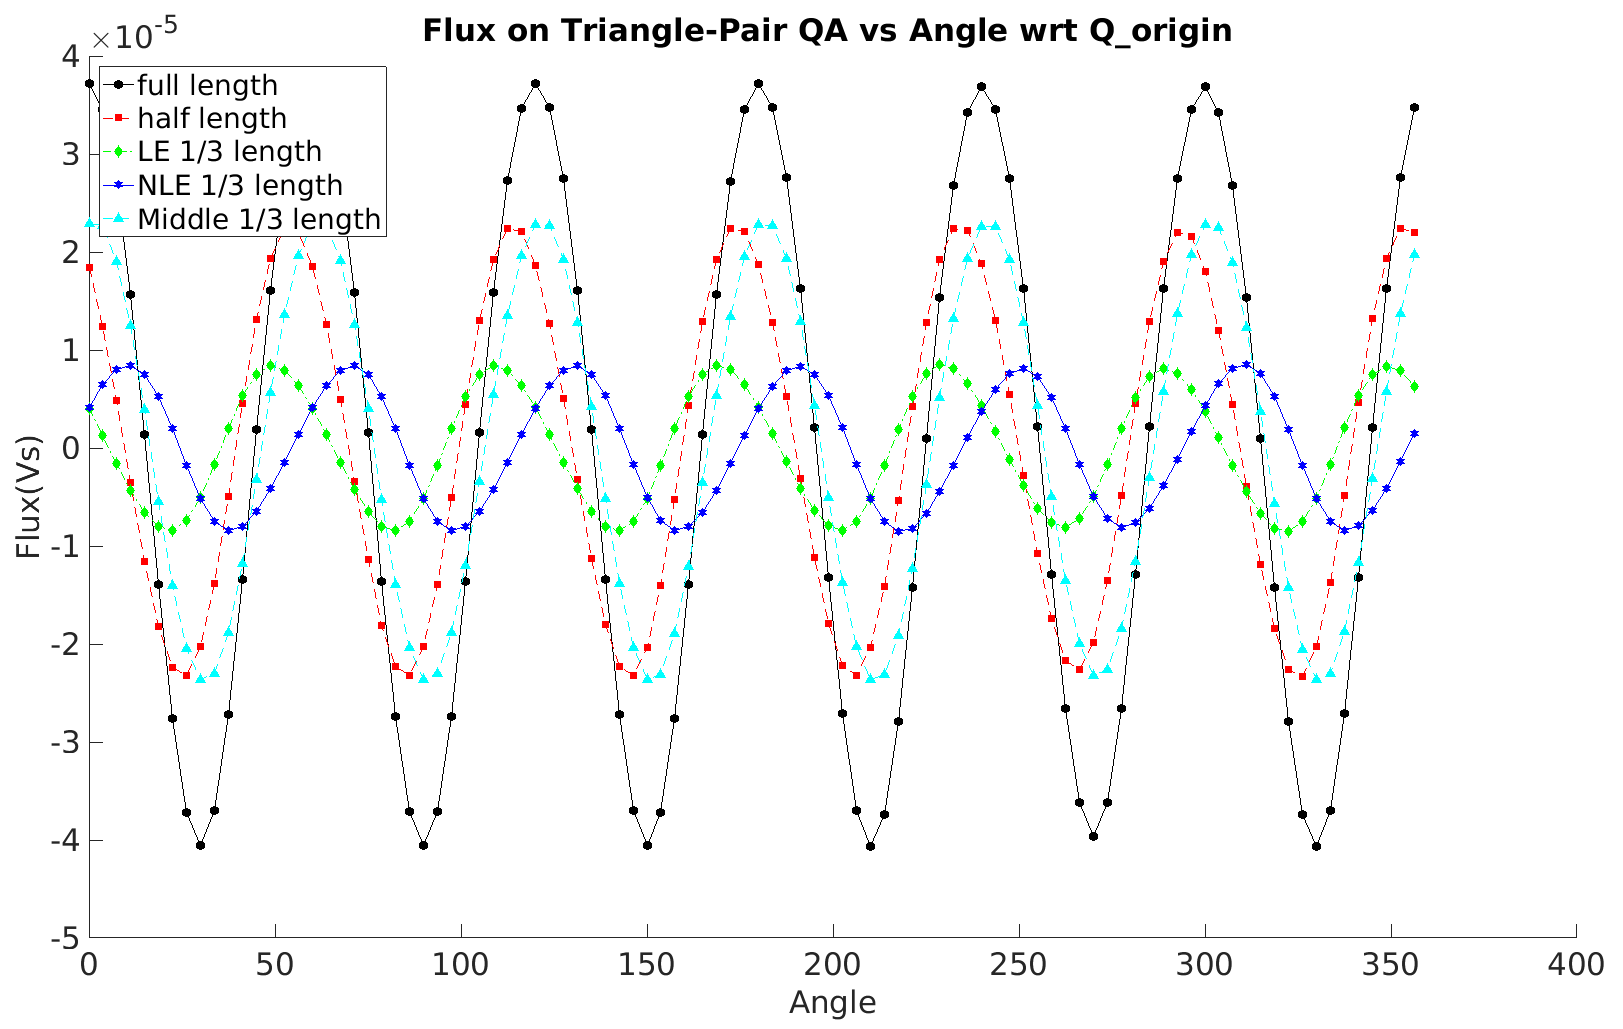 Flux on Triangle-Pair QA vs Angle wrt Q_origin
×10-5
4
3
2
1
0
-1
-2
-3
-4
-5
Flux(Vs)
full length
half length
LE 1/3 length
NLE 1/3 length
Middle 1/3 length
0 50 100 150 200 250 300 350 400
Angle